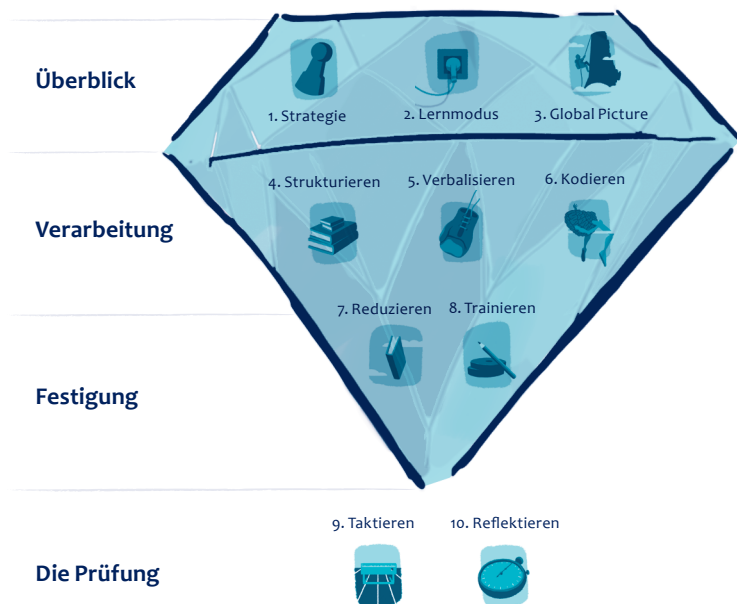 Überblick
1. Strategie
2. Lernmodus
3. Global Picture
Verarbeitung
4. Strukturieren
5. Verbalisieren
6. Kodieren
7. Reduzieren
8. Trainieren
Festigung
9. Taktieren
10. Reflektieren
Die Prüfung